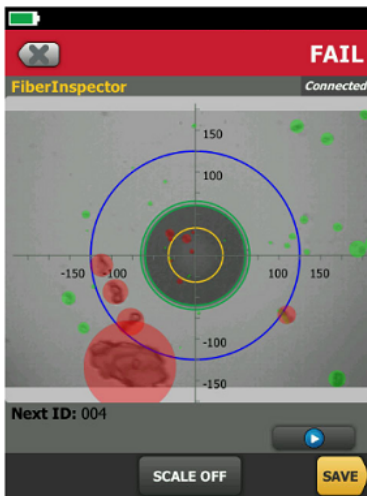 FAIL
FiberInspector Connected
150
100
-150 -100 100 150
-100
-150
Next ID: 004
SCALE OFF SAVE